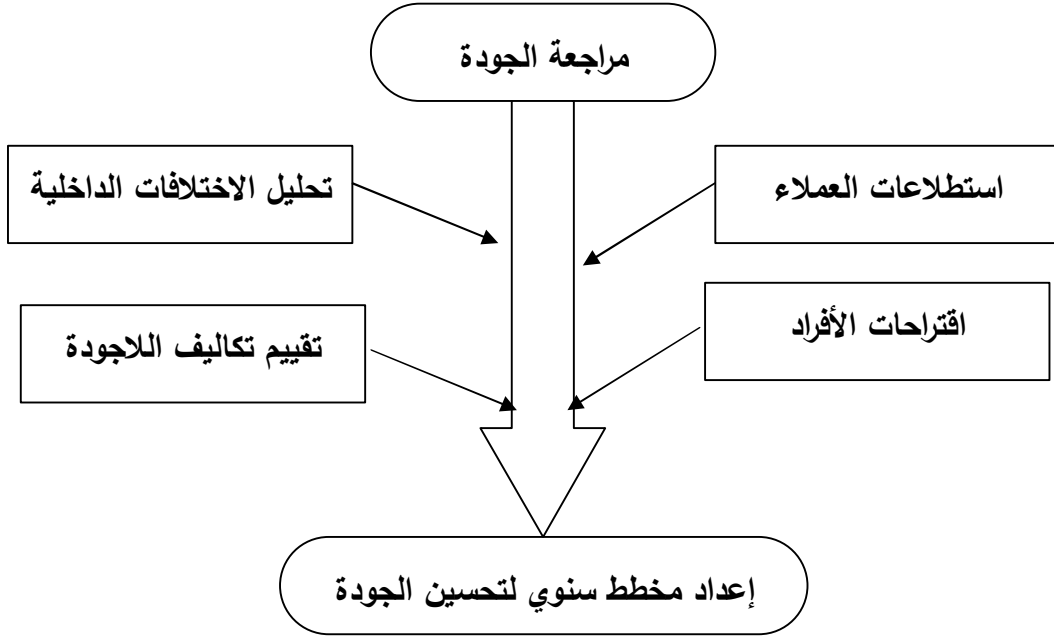 مراجعة الجودة
استطلاعات العملاء
تحليل الاختلافات الداخلية
اقتراحات الأفراد
تقييم تكاليف اللاجودة
إعداد مخطط سنوي لتحسين الجودة